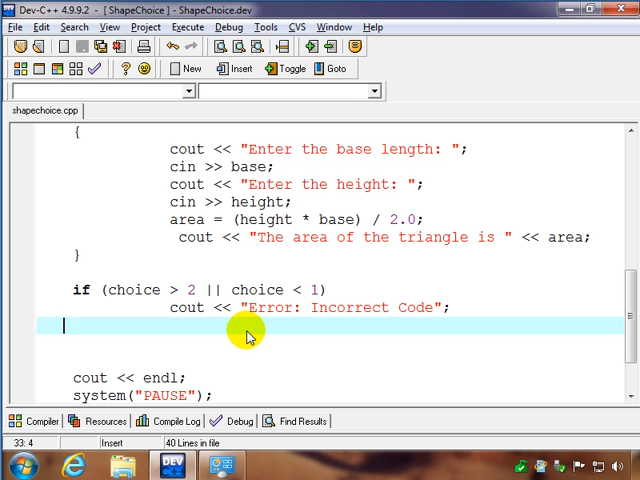 Dev-C++ 4.9.9.2 - [ ShapeChoice ] - ShapeChoice.dev
File Edit Search View Project Execute Debug Tools CVS Window Help
New Insert Toggle Goto
shapechoice.cpp
{
cout << "Enter the base length: ";
cin >> base;
cout << "Enter the height: ";
cin >> height;
area = (height * base) / 2.0;
cout << "The area of the triangle is " << area;
}
if (choice > 2 || choice < 1)
cout << "Error: Incorrect Code";
cout << endl;
system("PAUSE");
Compiler Resources Compile Log Debug Find Results
33: 4 Insert 40 Lines in file
DEV